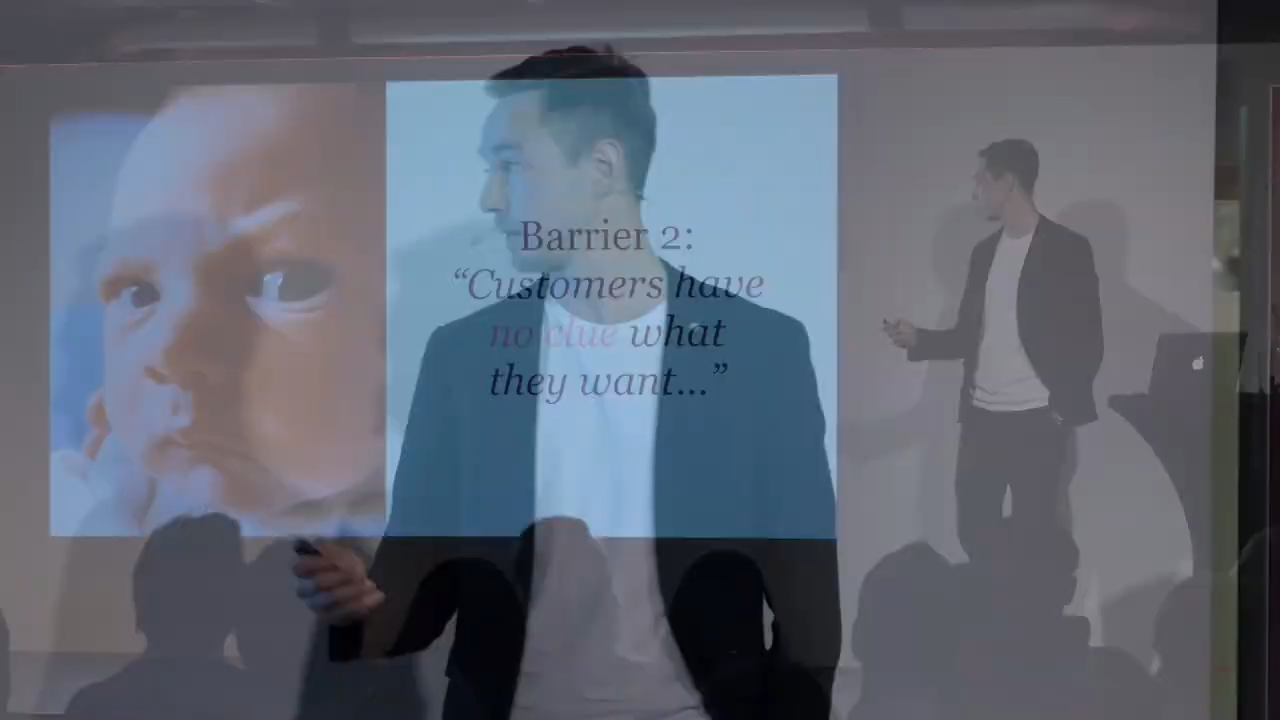 Barrier 2:
“Customers have
no clue what
they want...”